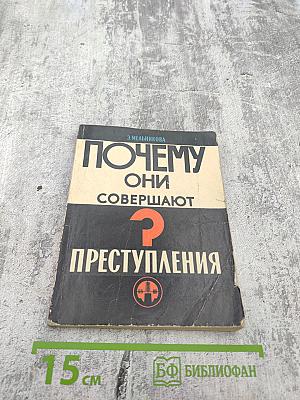 Э. МЕЛЬНИКОВА
ПОЧЕМУ
ОНИ
СОВЕРШАЮТ
?
ПРЕСТУПЛЕНИЯ
15 см
БФ БИБЛИОФАН